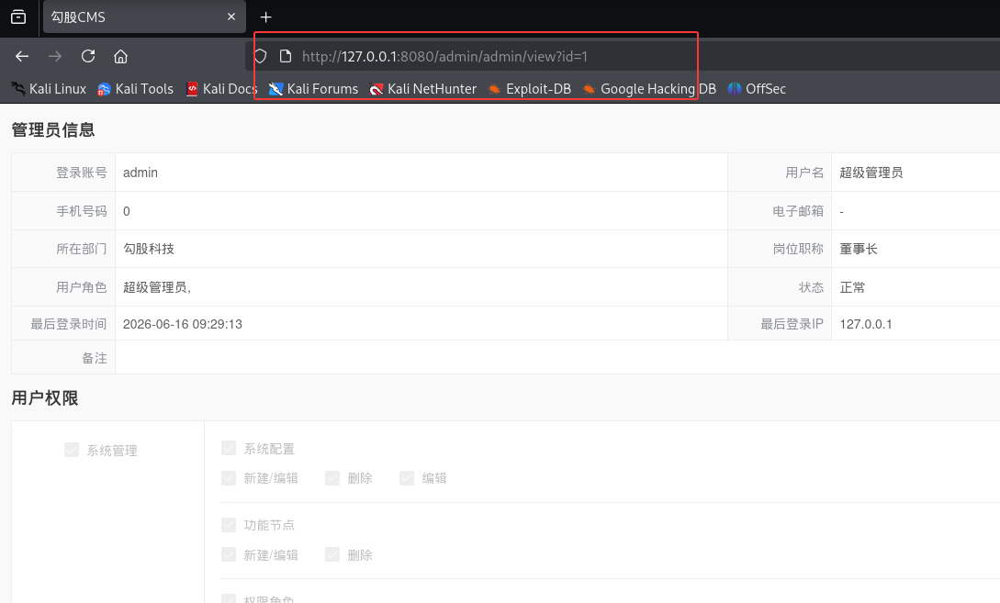 勾股CMS
http://127.0.0.1:8080/admin/admin/view?id=1
Kali Linux Kali Tools Kali Docs Kali Forums Kali NetHunter Exploit-DB Google Hacking DB OffSec
管理员信息
登录账号 admin 用户名 超级管理员
手机号码 0 电子邮箱 -
所在部门 勾股科技 岗位职称 董事长
用户角色 超级管理员, 状态 正常
最后登录时间 2026-06-16 09:29:13 最后登录IP 127.0.0.1
备注
用户权限
系统管理 系统配置
新建/编辑 删除 编辑
功能节点
新建/编辑 删除
权限角色